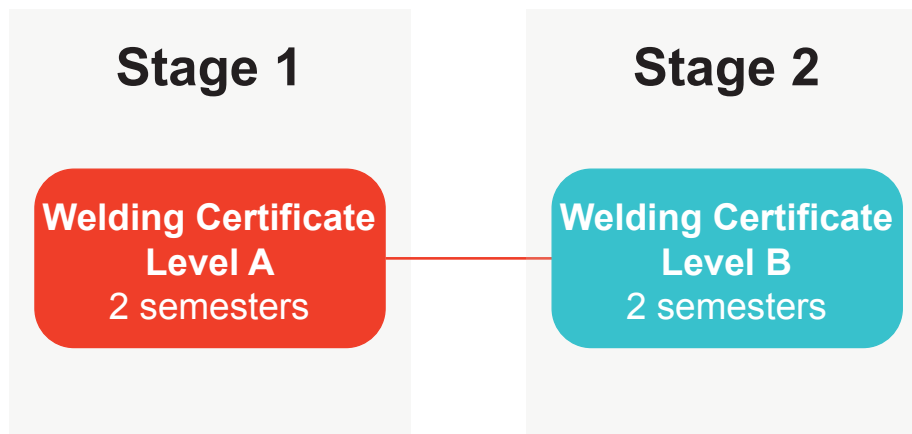 Stage 1
Welding Certificate
Level A
2 semesters
Stage 2
Welding Certificate
Level B
2 semesters